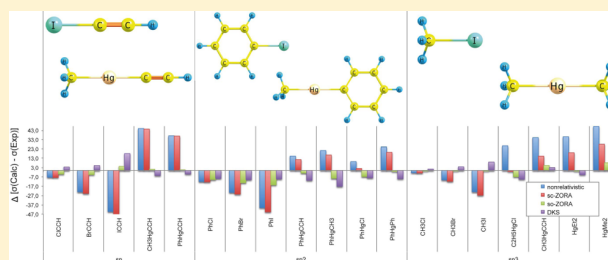 I C C H
H C Hg C C H
I
C Hg C
C I
C Hg C
Δ [σ(Calc) - σ(Exp)]
43,0
33,0
23,0
13,0
3,0
-7,0
-17,0
-27,0
-37,0
-47,0
ClCCH
BrCCH
ICCH
CH3HgCCH
PhHgCCH
PhCl
PhBr
PhI
PhHgCCH
PhHgCH3
PhHgCl
PhHgPh
CH3Cl
CH3Br
CH3I
C2H5HgCl
CH3HgCCH
HgEt2
HgMe2
nonrelativistic
sc-ZORA
so-ZORA
DKS
sp
sp2
sp3